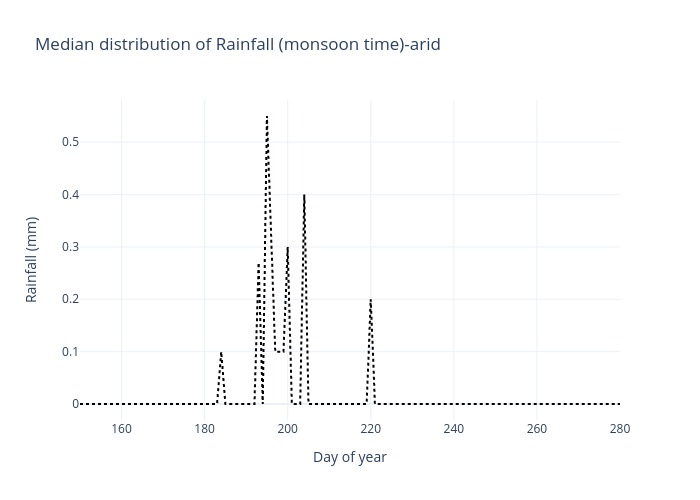 Median distribution of Rainfall (monsoon time)-arid
Rainfall (mm)
0.5
0.4
0.3
0.2
0.1
0
160 180 200 220 240 260 280
Day of year